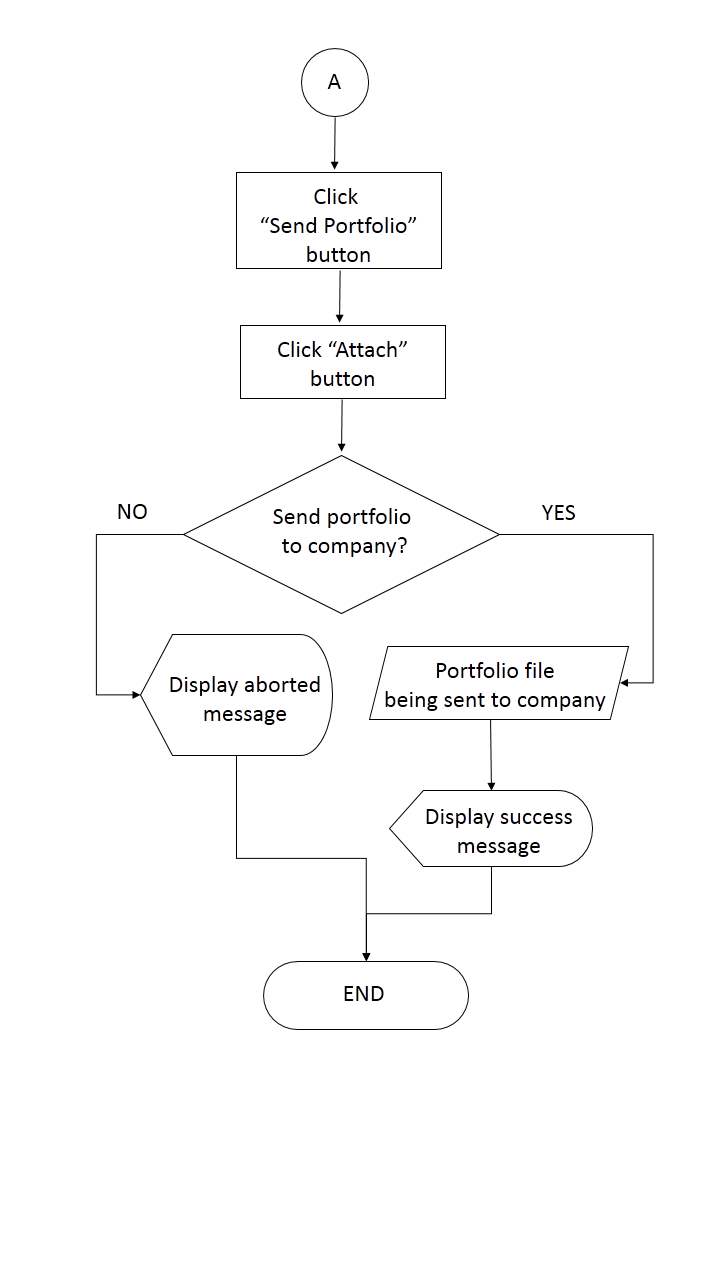 A
Click
“Send Portfolio”
button
Click “Attach”
button
Send portfolio
to company?
NO
YES
Display aborted
message
Portfolio file
being sent to company
Display success
message
END